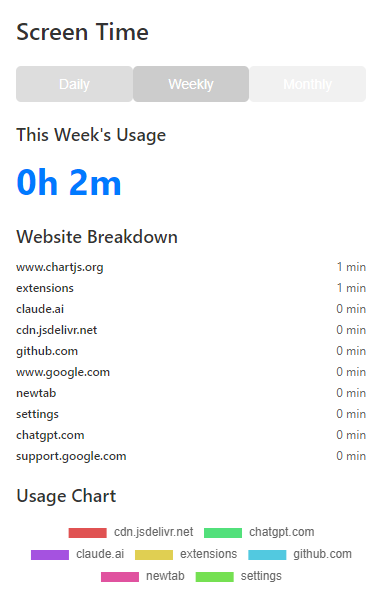 Screen Time
Daily Weekly Monthly
This Week's Usage
0h 2m
Website Breakdown
www.chartjs.org 1 min
extensions 1 min
claude.ai 0 min
cdn.jsdelivr.net 0 min
github.com 0 min
www.google.com 0 min
newtab 0 min
settings 0 min
chatgpt.com 0 min
support.google.com 0 min
Usage Chart
cdn.jsdelivr.net chatgpt.com
claude.ai extensions github.com
newtab settings